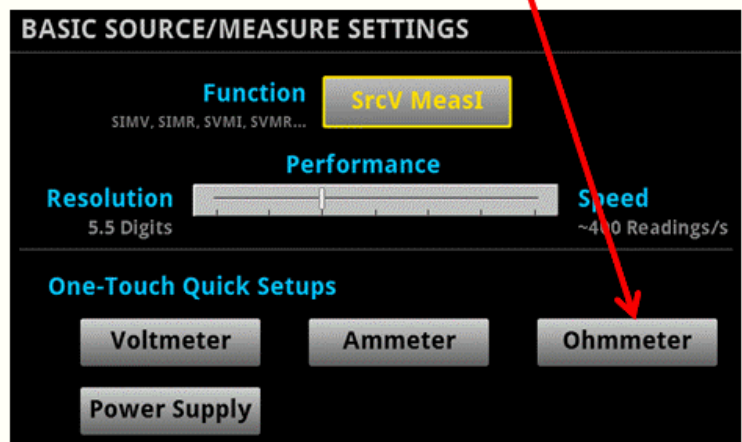 BASIC SOURCE/MEASURE SETTINGS
Function
SrcV MeasI
SIMV, SIMR, SVMI, SVMR...
Performance
Resolution
Speed
5.5 Digits
~400 Readings/s
One-Touch Quick Setups
Voltmeter
Ammeter
Ohmmeter
Power Supply